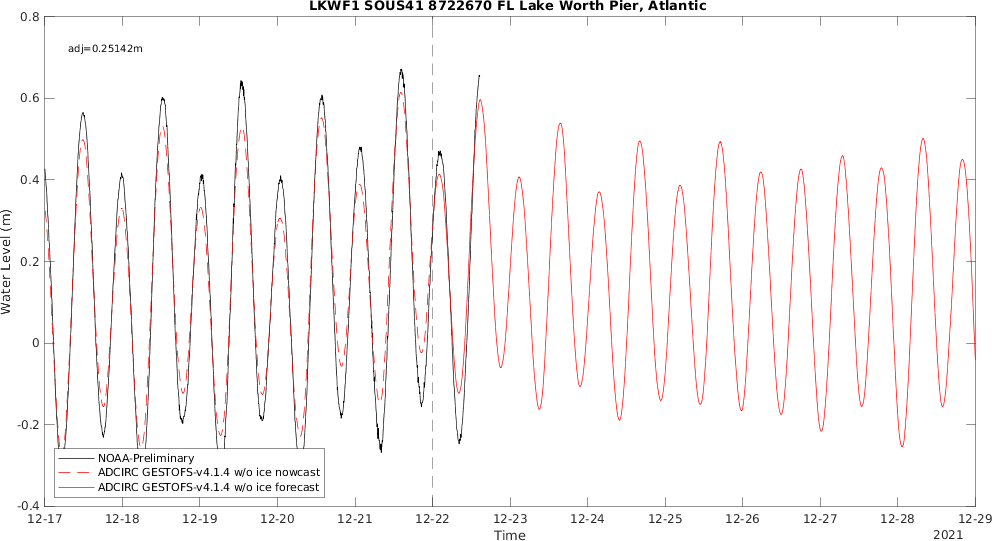 LKWF1 SOUS41 8722670 FL Lake Worth Pier, Atlantic
0.8
adj=0.25142m
0.6
0.4
0.2
0
-0.2
-0.4
Water Level (m)
NOAA-Preliminary
ADCIRC GESTOFS-v4.1.4 w/o ice nowcast
ADCIRC GESTOFS-v4.1.4 w/o ice forecast
12-17 12-18 12-19 12-20 12-21 12-22 12-23 12-24 12-25 12-26 12-27 12-28 12-29
Time
2021